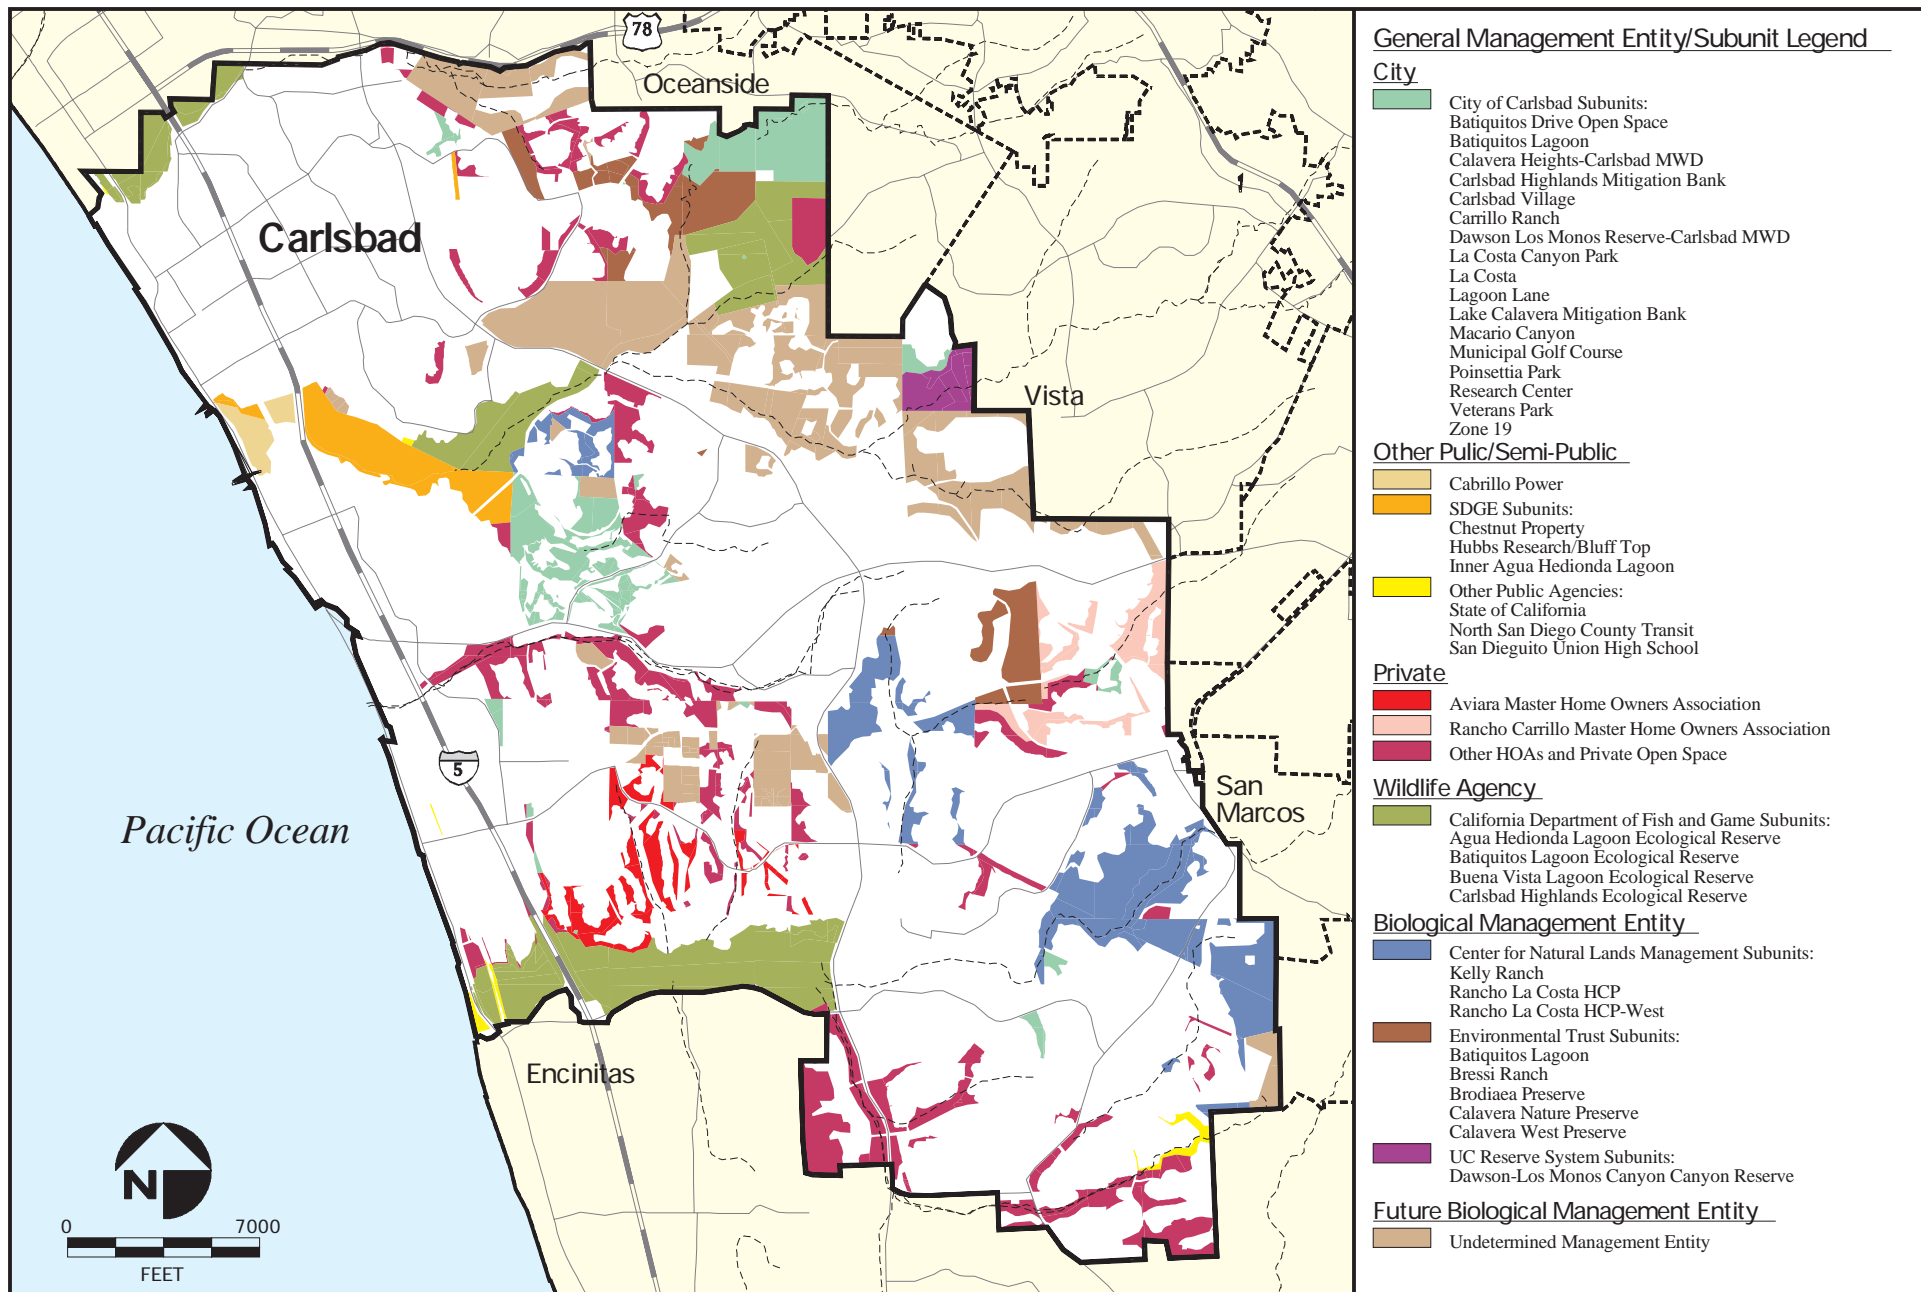 78
Oceanside
Carlsbad
Vista
5
San
Marcos
Pacific Ocean
Encinitas
N
0 7000
FEET
General Management Entity/Subunit Legend
City
City of Carlsbad Subunits:
Batiquitos Drive Open Space
Batiquitos Lagoon
Calavera Heights-Carlsbad MWD
Carlsbad Highlands Mitigation Bank
Carlsbad Village
Carrillo Ranch
Dawson Los Monos Reserve-Carlsbad MWD
La Costa Canyon Park
La Costa
Lagoon Lane
Lake Calavera Mitigation Bank
Macario Canyon
Municipal Golf Course
Poinsettia Park
Research Center
Veterans Park
Zone 19
Other Pulic/Semi-Public
Cabrillo Power
SDGE Subunits:
Chestnut Property
Hubbs Research/Bluff Top
Inner Agua Hedionda Lagoon
Other Public Agencies:
State of California
North San Diego County Transit
San Dieguito Union High School
Private
Aviara Master Home Owners Association
Rancho Carrillo Master Home Owners Association
Other HOAs and Private Open Space
Wildlife Agency
California Department of Fish and Game Subunits:
Agua Hedionda Lagoon Ecological Reserve
Batiquitos Lagoon Ecological Reserve
Buena Vista Lagoon Ecological Reserve
Carlsbad Highlands Ecological Reserve
Biological Management Entity
Center for Natural Lands Management Subunits:
Kelly Ranch
Rancho La Costa HCP
Rancho La Costa HCP-West
Environmental Trust Subunits:
Batiquitos Lagoon
Bressi Ranch
Brodiaea Preserve
Calavera Nature Preserve
Calavera West Preserve
UC Reserve System Subunits:
Dawson-Los Monos Canyon Canyon Reserve
Future Biological Management Entity
Undetermined Management Entity